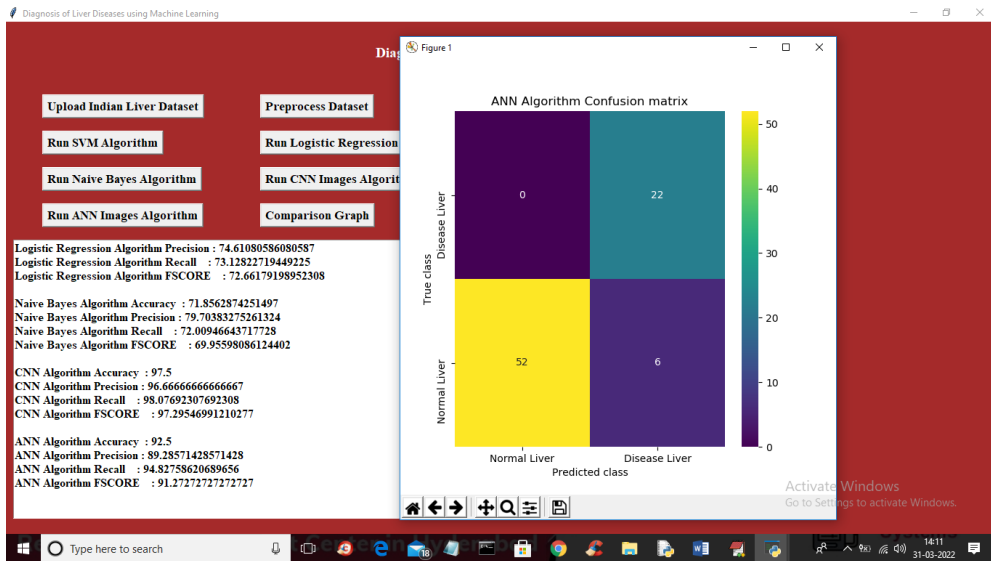 Diagnosis of Liver Diseases using Machine Learning
Diag
Upload Indian Liver Dataset
Preprocess Dataset
Run SVM Algorithm
Run Logistic Regression
Run Naive Bayes Algorithm
Run CNN Images Algorit
Run ANN Images Algorithm
Comparison Graph
Logistic Regression Algorithm Precision : 74.61080586080587
Logistic Regression Algorithm Recall : 73.12822719449225
Logistic Regression Algorithm FSCORE : 72.66179198952308
Naive Bayes Algorithm Accuracy : 71.8562874251497
Naive Bayes Algorithm Precision : 79.70383275261324
Naive Bayes Algorithm Recall : 72.00946643717728
Naive Bayes Algorithm FSCORE : 69.95598086124402
CNN Algorithm Accuracy : 97.5
CNN Algorithm Precision : 96.66666666666667
CNN Algorithm Recall : 98.07692307692308
CNN Algorithm FSCORE : 97.29546991210277
ANN Algorithm Accuracy : 92.5
ANN Algorithm Precision : 89.28571428571428
ANN Algorithm Recall : 94.82758620689656
ANN Algorithm FSCORE : 91.27272727272727
Figure 1
ANN Algorithm Confusion matrix
True class
Disease Liver
Normal Liver
0
22
52
6
Normal Liver
Disease Liver
Predicted class
50
40
30
20
10
0
Activate Windows
Go to Settings to activate Windows.
Type here to search
18
14:11
31-03-2022